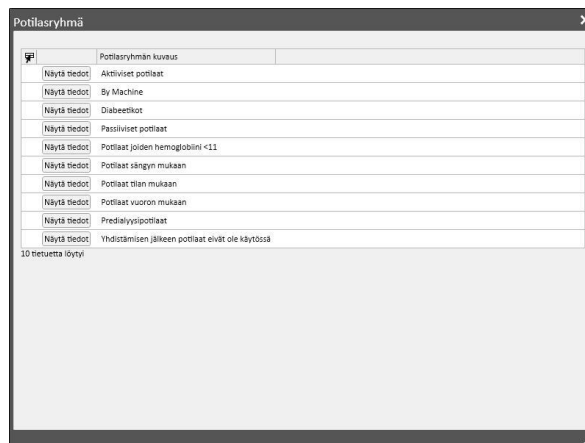 Potilasryhmä
Potilasryhmän kuvaus
Näytä tiedot Aktiiviset potilaat
Näytä tiedot By Machine
Näytä tiedot Diabeetikot
Näytä tiedot Passiiviset potilaat
Näytä tiedot Potilaat joiden hemoglobiini <11
Näytä tiedot Potilaat sängyn mukaan
Näytä tiedot Potilaat tilan mukaan
Näytä tiedot Potilaat vuoron mukaan
Näytä tiedot Predialyysipotilaat
Näytä tiedot Yhdistämisen jälkeen potilaat eivät ole käytössä
10 tietuetta löytyi